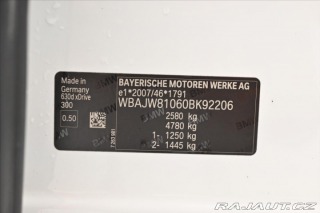 Made in
Germany
630d xDrive
300
0.50
BAYERISCHE MOTOREN WERKE AG
e1*2007/46*1791
WBAJW81060BK92206
2580 kg
4780 kg
1- 1250 kg
2- 1445 kg
RAJAUT.CZ